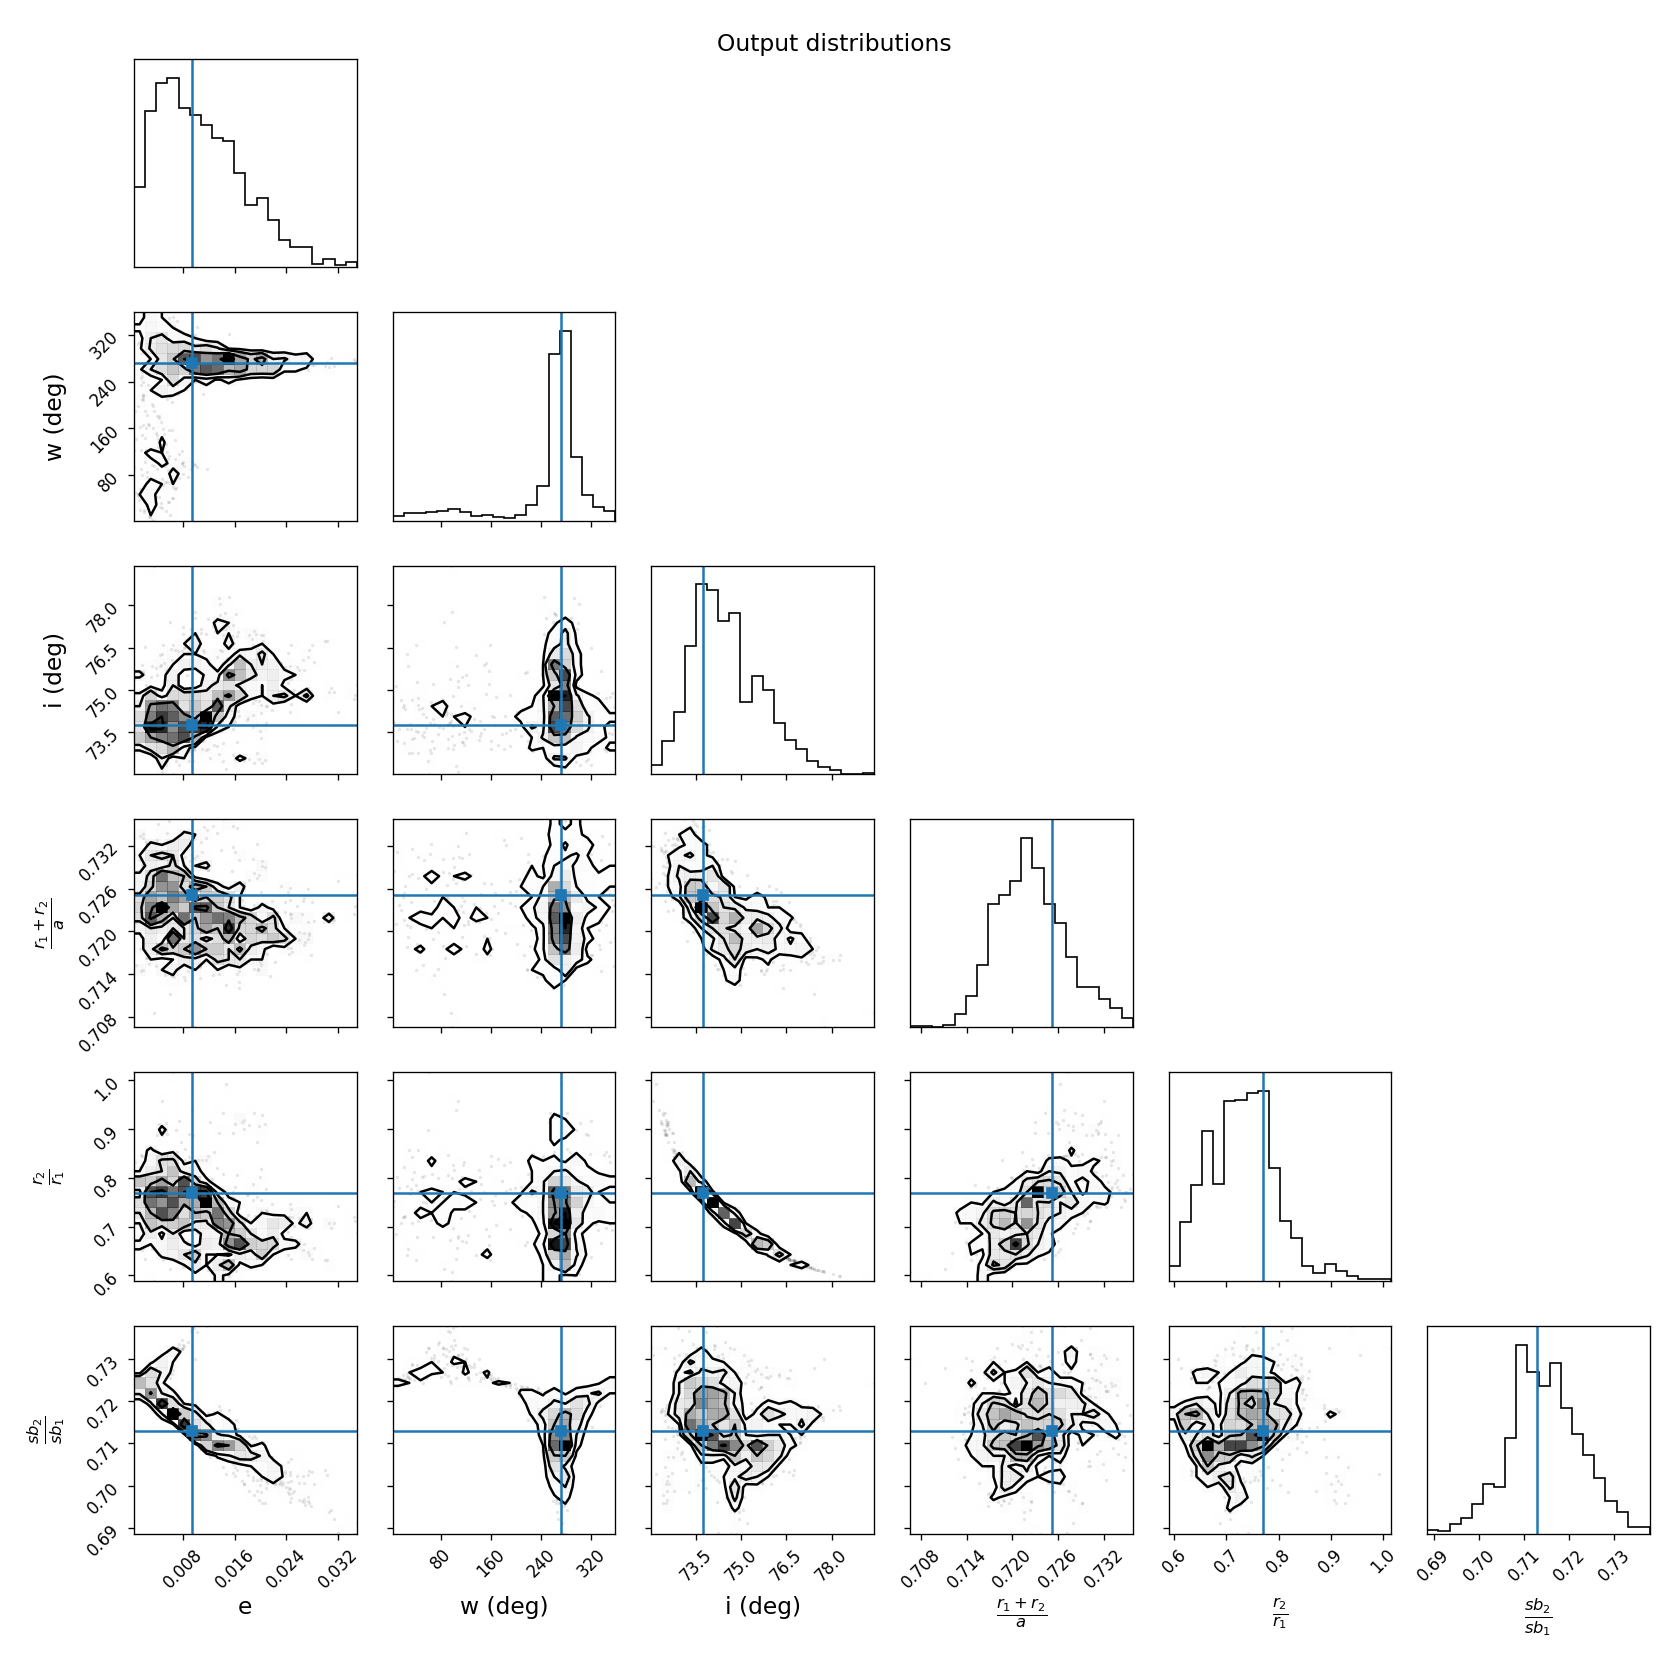 Output distributions
320
240
160
80
w (deg)
78.0
76.5
75.0
73.5
i (deg)
0.732
0.726
0.720
0.714
0.708
r₁ + r₂
a
1.0
0.9
0.8
0.7
0.6
r₂
r₁
0.73
0.72
0.71
0.70
0.69
sb₂
sb₁
0.008 0.016 0.024 0.032
80 160 240 320
73.5 75.0 76.5 78.0
0.708 0.714 0.720 0.726 0.732
0.6 0.7 0.8 0.9 1.0
0.69 0.70 0.71 0.72 0.73
e
w (deg)
i (deg)
r₁ + r₂
a
r₂
r₁
sb₂
sb₁